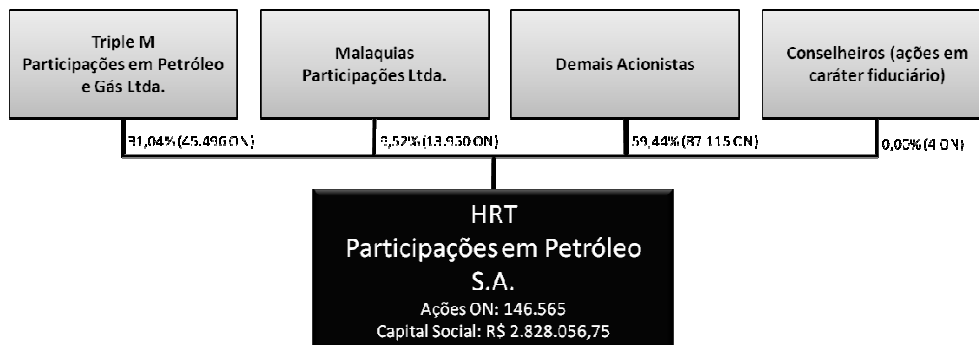 Triple M
Participações em Petróleo
e Gás Ltda.
Malaquias
Participações Ltda.
Demais Acionistas
Conselheiros (ações em
caráter fiduciário)
31,04% (45.496 ON)
9,52% (13.950 ON)
59,44% (87.115 ON)
0,00% (4 ON)
HRT
Participações em Petróleo
S.A.
Ações ON: 146.565
Capital Social: R$ 2.828.056,75